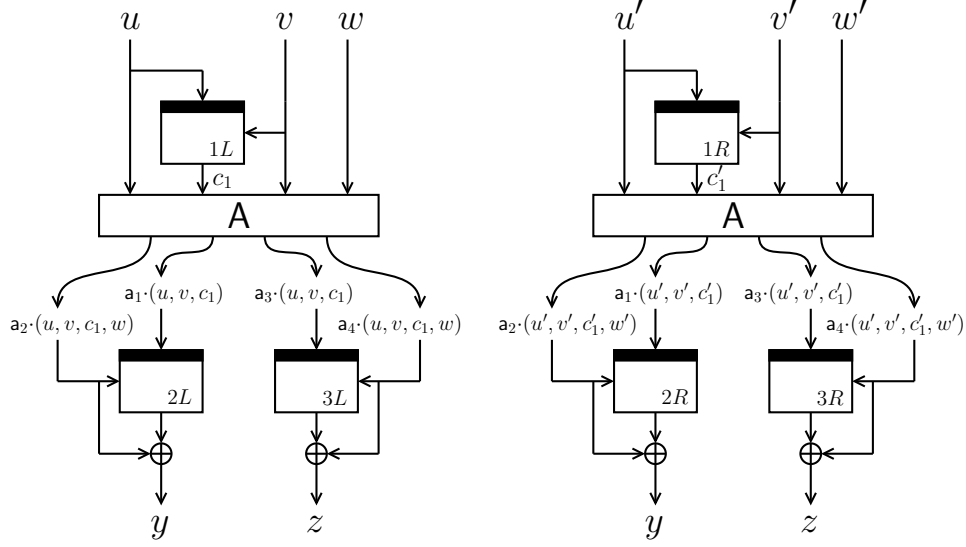 u v w u′ v′ w′
1L 1R
c₁ c′₁
A A
a₁·(u, v, c₁) a₃·(u, v, c₁) a₁·(u′, v′, c′₁) a₃·(u′, v′, c′₁)
a₂·(u, v, c₁, w) a₄·(u, v, c₁, w) a₂·(u′, v′, c′₁, w′) a₄·(u′, v′, c′₁, w′)
2L 3L 2R 3R
y z y z